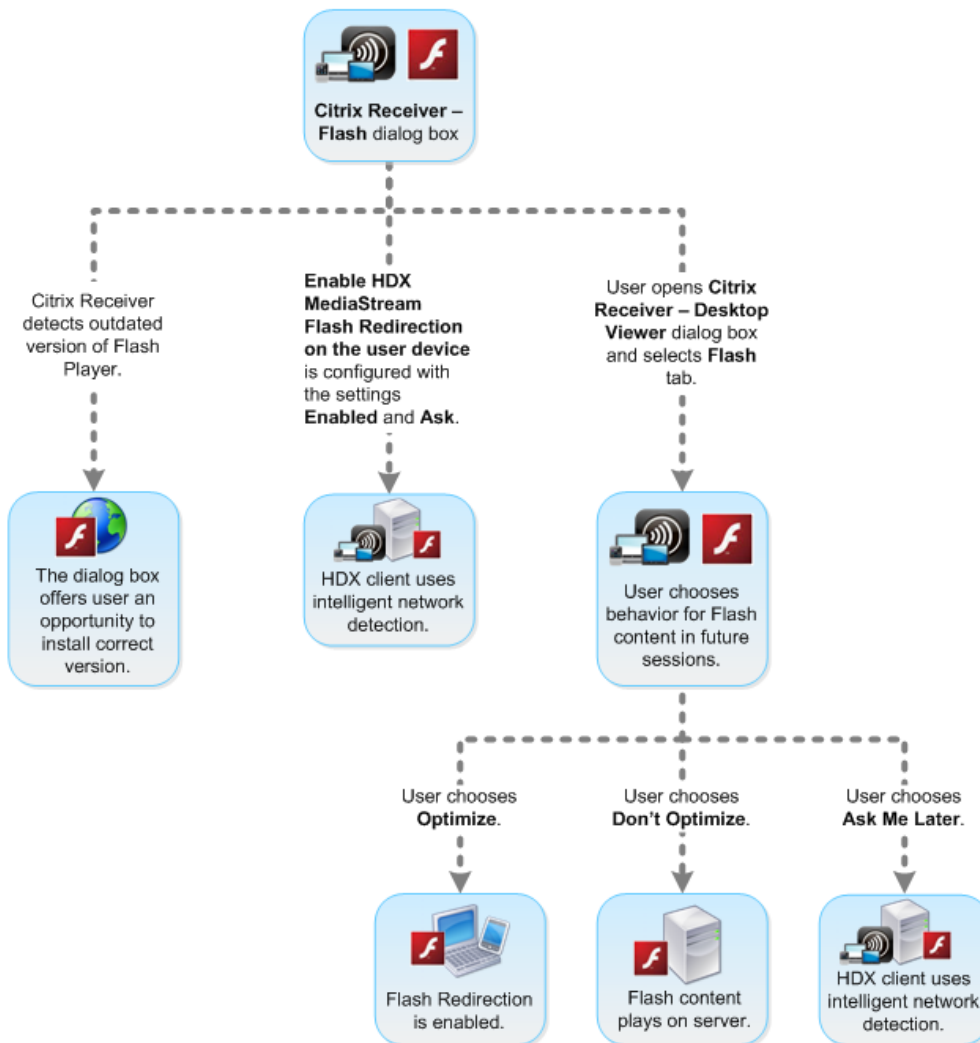 Citrix Receiver –
Flash dialog box
Citrix Receiver
detects outdated
version of Flash
Player.
Enable HDX
MediaStream
Flash Redirection
on the user device
is configured with
the settings
Enabled and Ask.
User opens Citrix
Receiver – Desktop
Viewer dialog box
and selects Flash
tab.
The dialog box
offers user an
opportunity to
install correct
version.
HDX client uses
intelligent network
detection.
User chooses
behavior for Flash
content in future
sessions.
User chooses
Optimize.
User chooses
Don't Optimize.
User chooses
Ask Me Later.
Flash Redirection
is enabled.
Flash content
plays on server.
HDX client uses
intelligent network
detection.